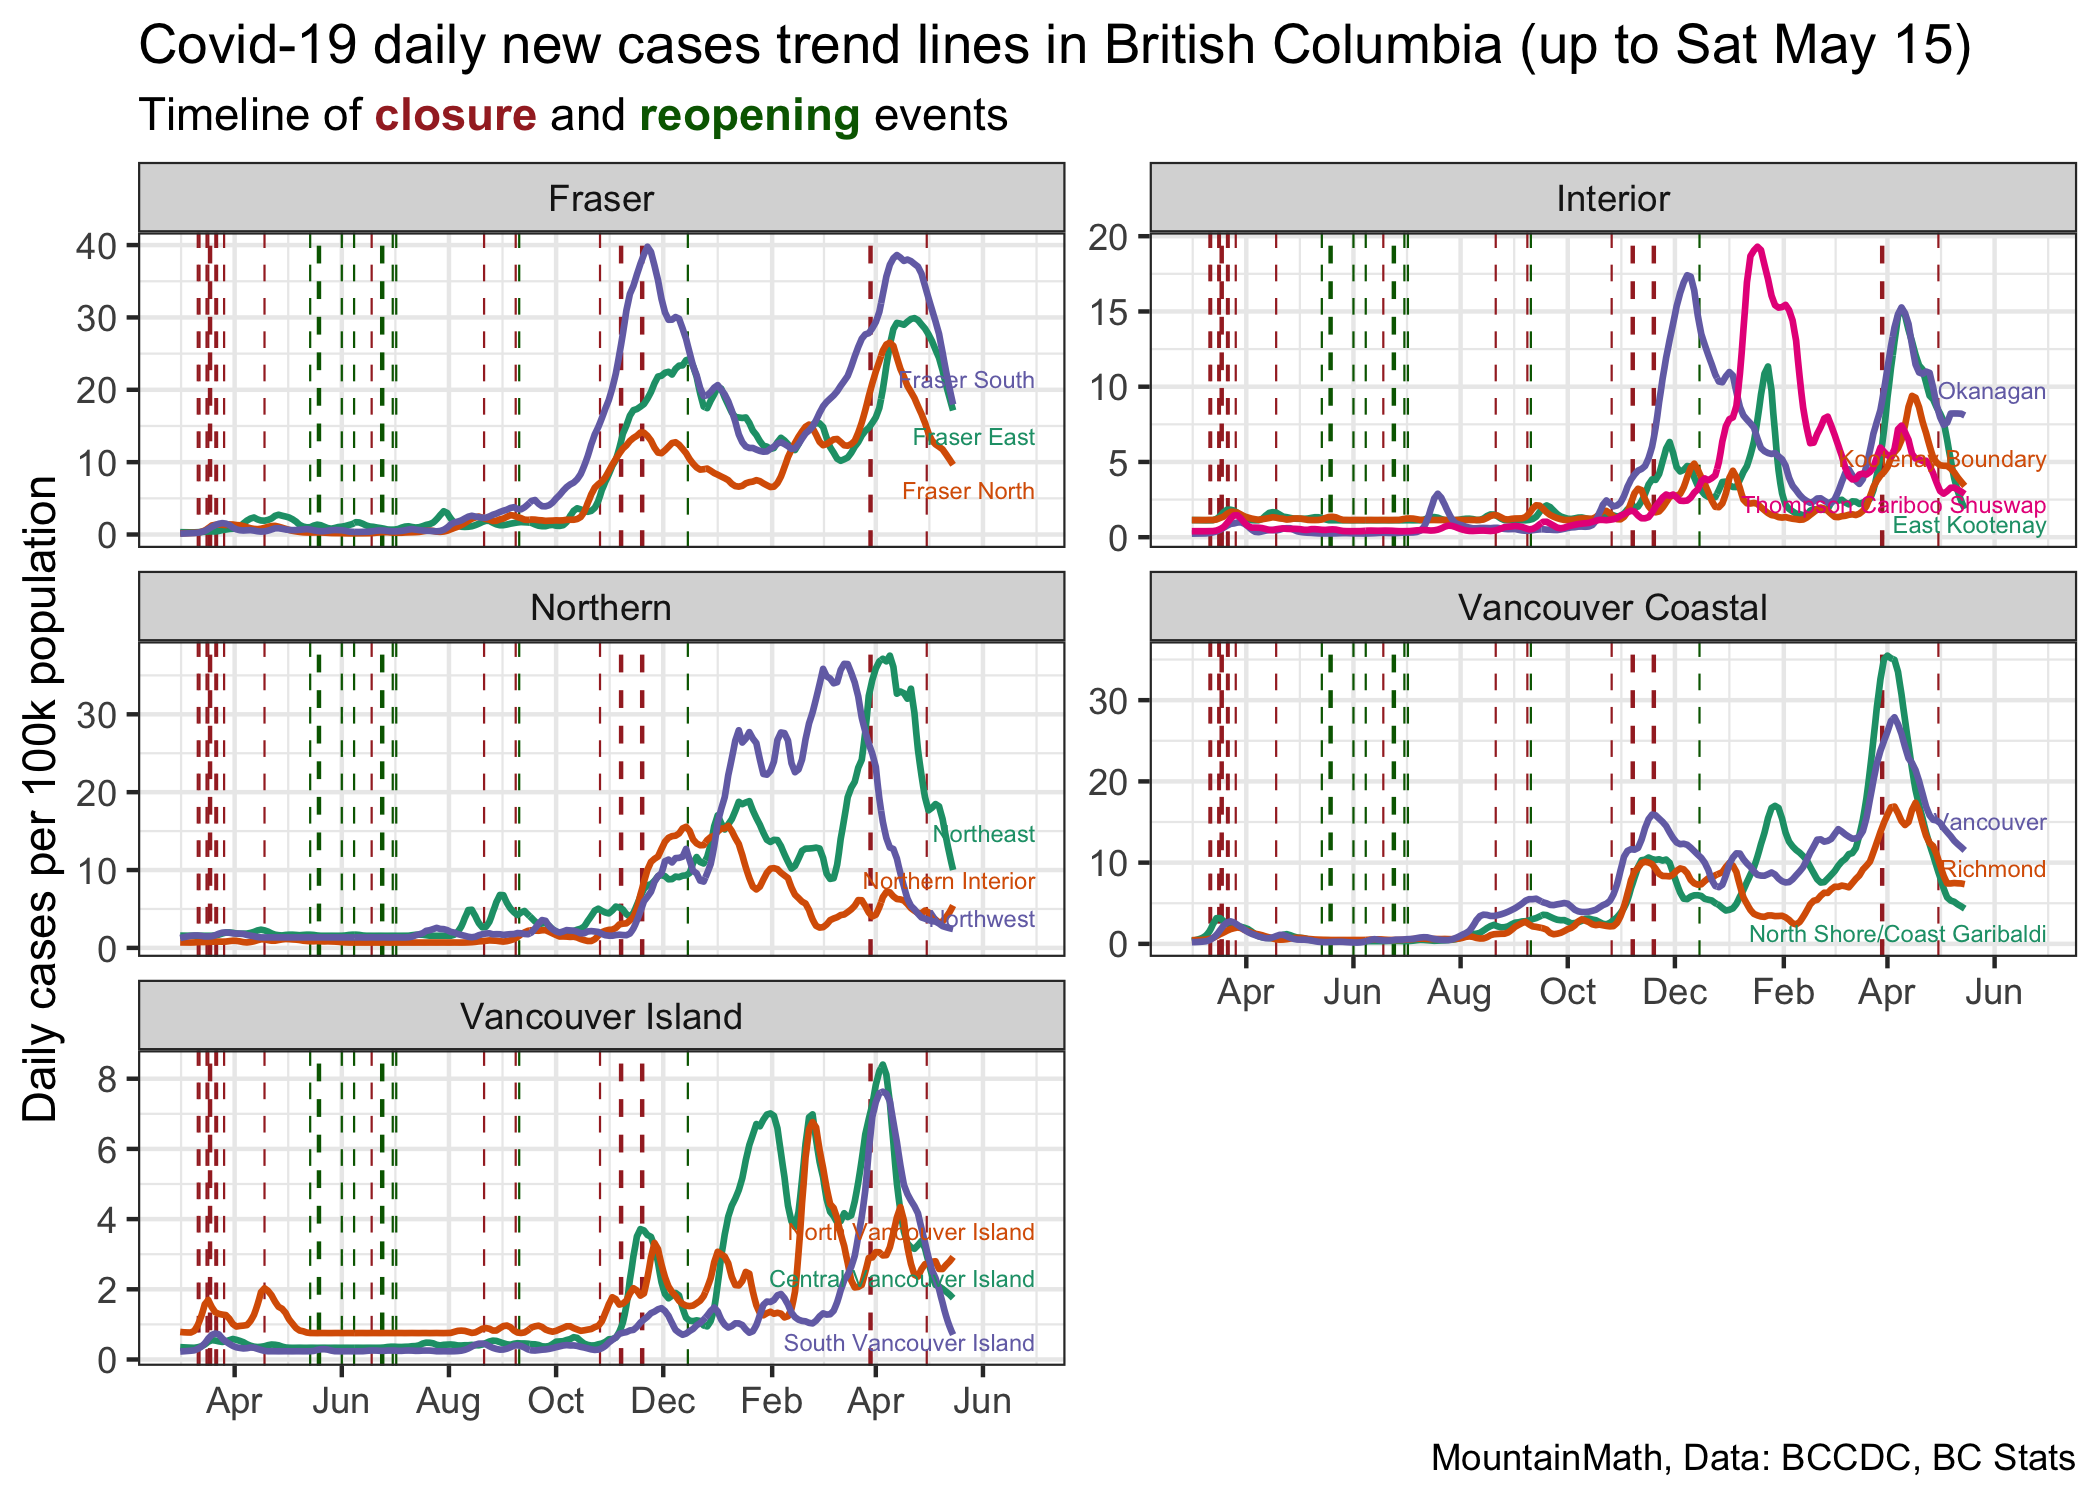 Covid-19 daily new cases trend lines in British Columbia (up to Sat May 15)
Timeline of closure and reopening events
Daily cases per 100k population
Fraser
40
30
20
10
0
Fraser South
Fraser East
Fraser North
Interior
20
15
10
5
0
Okanagan
Kootenay Boundary
Thompson Cariboo Shuswap
East Kootenay
Northern
30
20
10
0
Northeast
Northern Interior
Northwest
Vancouver Coastal
30
20
10
0
Vancouver
Richmond
North Shore/Coast Garibaldi
Apr Jun Aug Oct Dec Feb Apr Jun
Vancouver Island
8
6
4
2
0
North Vancouver Island
Central Vancouver Island
South Vancouver Island
Apr Jun Aug Oct Dec Feb Apr Jun
MountainMath, Data: BCCDC, BC Stats